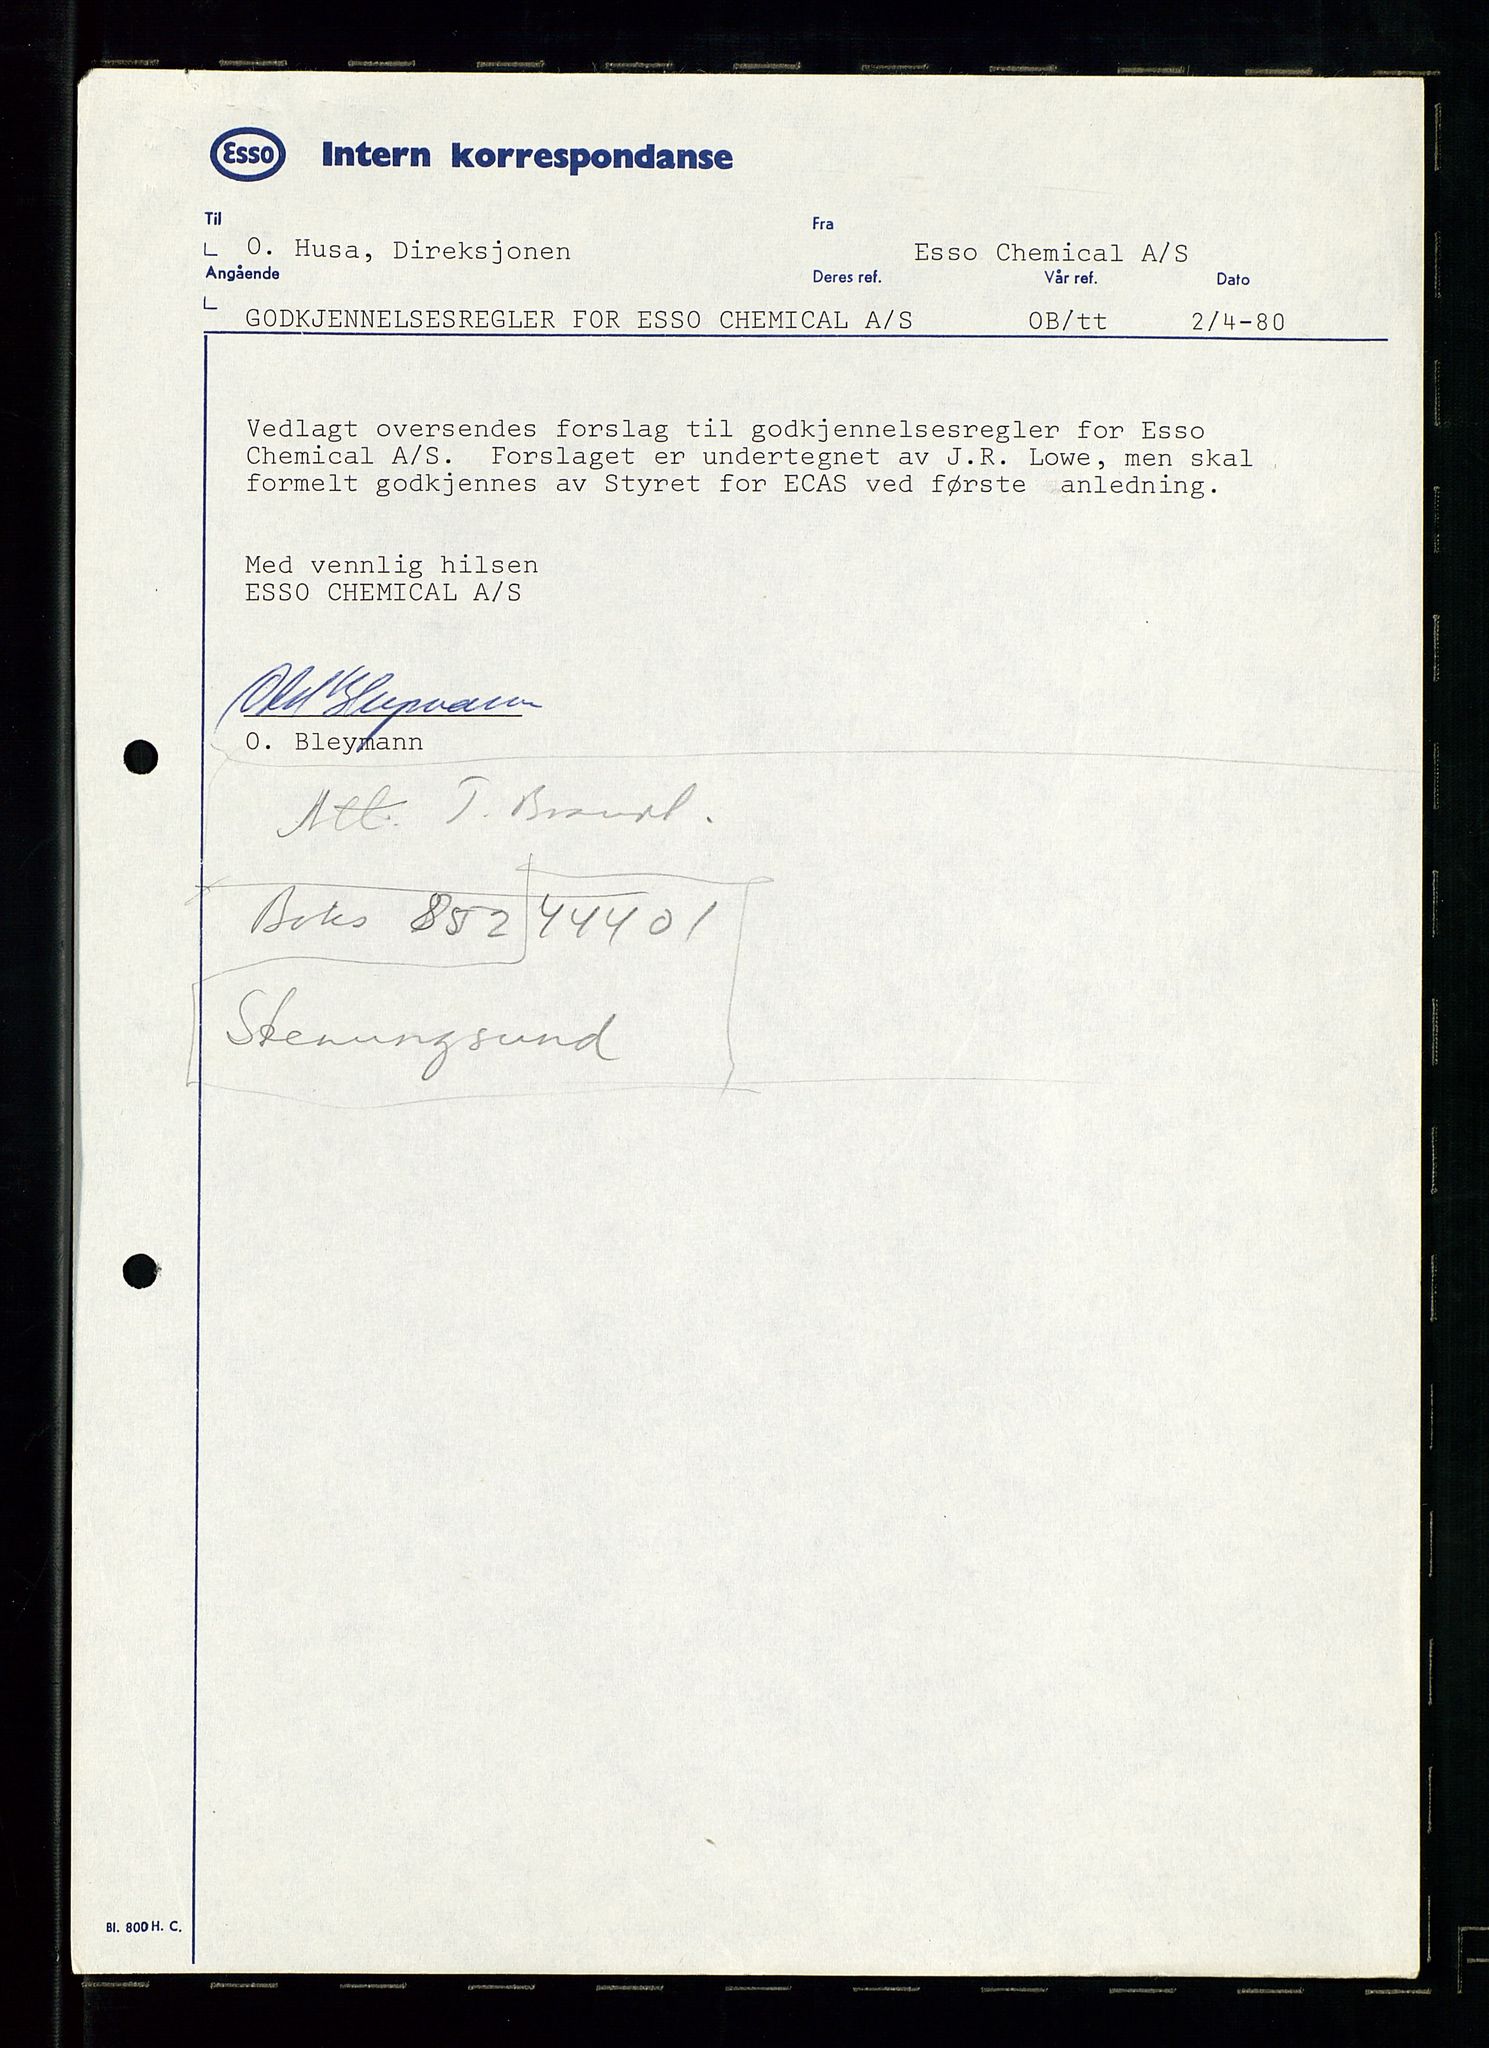 Esso Intern korrespondanse
Til
Fra
O. Husa, Direksjonen
Esso Chemical A/S
Angående
Deres ref.
Vår ref.
Dato
GODKJENNELSESREGLER FOR ESSO CHEMICAL A/S
OB/tt
2/4-80
Vedlagt oversendes forslag til godkjennelsesregler for Esso
Chemical A/S.  Forslaget er undertegnet av J.R. Lowe, men skal
formelt godkjennes av Styret for ECAS ved første anledning.
Med vennlig hilsen
ESSO CHEMICAL A/S
O. Bleymann
Att. T.
Boks 852 44401
Stenungsund
Bl. 800 H. C.